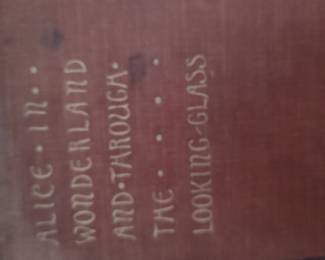 ALICE • IN • •
WONDERLAND
AND•THROUGH•
THE • • • •
LOOKING-GLASS